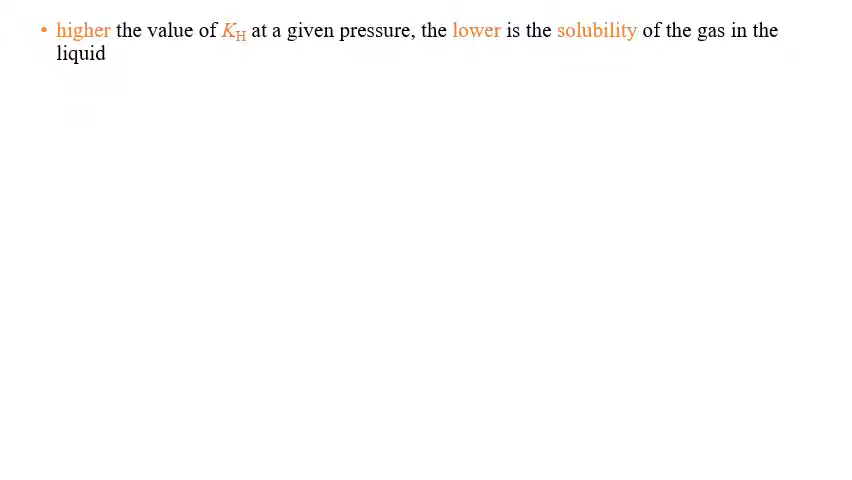 • higher the value of K_H at a given pressure, the lower is the solubility of the gas in the
liquid